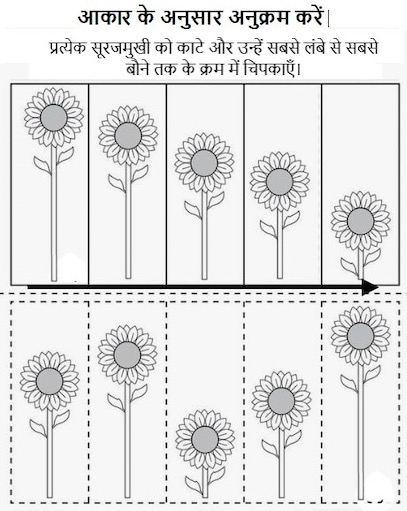 आकार के अनुसार अनुक्रम करें|
प्रत्येक सूरजमुखी को काटे और उन्हें सबसे लंबे से सबसे
बौने तक के क्रम में चिपकाएँ।